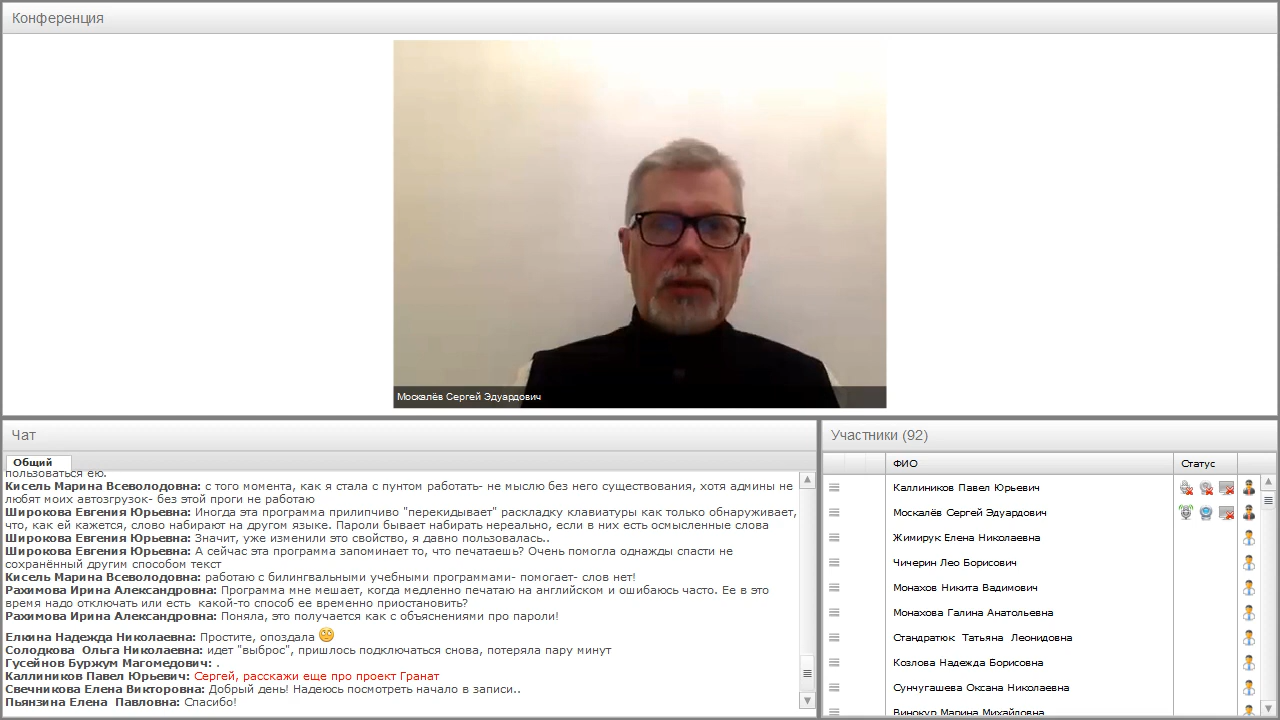 Конференция
Москалёв Сергей Эдуардович
Чат
Общий
пользоваться ею.
Кисель Марина Всеволодовна: с того момента, как я стала с пунтом работать- не мыслю без него существования, хотя админы не
любят моих автозгрузок- без этой проги не работаю
Широкова Евгения Юрьевна: Иногда эта программа прилипчиво "перекидывает" раскладку клавиатуры как только обнаруживает,
что, как ей кажется, слово набирают на другом языке. Пароли бывает набирать нереально, если в них есть осмысленные слова
Широкова Евгения Юрьевна: Значит, уже изменили это свойство, я давно пользовалась..
Широкова Евгения Юрьевна: А сейчас эта программа запоминает то, что печатаешь? Очень помогла однажды спасти не
сохранённый другим способом текст
Кисель Марина Всеволодовна: работаю с билингвальными учебными программами- помогает- слов нет!
Рахимова Ирина Александровна: Программа мне мешает, когда медленно печатаю на английском и ошибаюсь часто. Ее в это
время надо отключать или есть какой-то способ ее временно приостановить?
Рахимова Ирина Александровна: Поняла, это получается как с объяснениями про пароли!
Елкина Надежда Николаевна: Простите, опоздала
Солодкова Ольга Николаевна: идет "выброс", пришлось подключаться снова, потеряла пару минут
Гусейнов Буржум Магомедович: .
Каллиников Павел Юрьевич: Сергей, расскажи еще про проект Гранат
Свечникова Елена Викторовна: Добрый день! Надеюсь посмотреть начало в записи..
Пьянзина Елена Павловна: Спасибо!
Участники (92)
ФИО Статус
Каллиников Павел Юрьевич
Москалёв Сергей Эдуардович
Жимирук Елена Николаевна
Чичерин Лео Борисович
Монахов Никита Вадимович
Монахова Галина Анатольевна
Стандратюк Татьяна Леонидовна
Козлова Надежда Борисовна
Сунчугашева Оксана Николаевна
Винокур Марина Михайловна